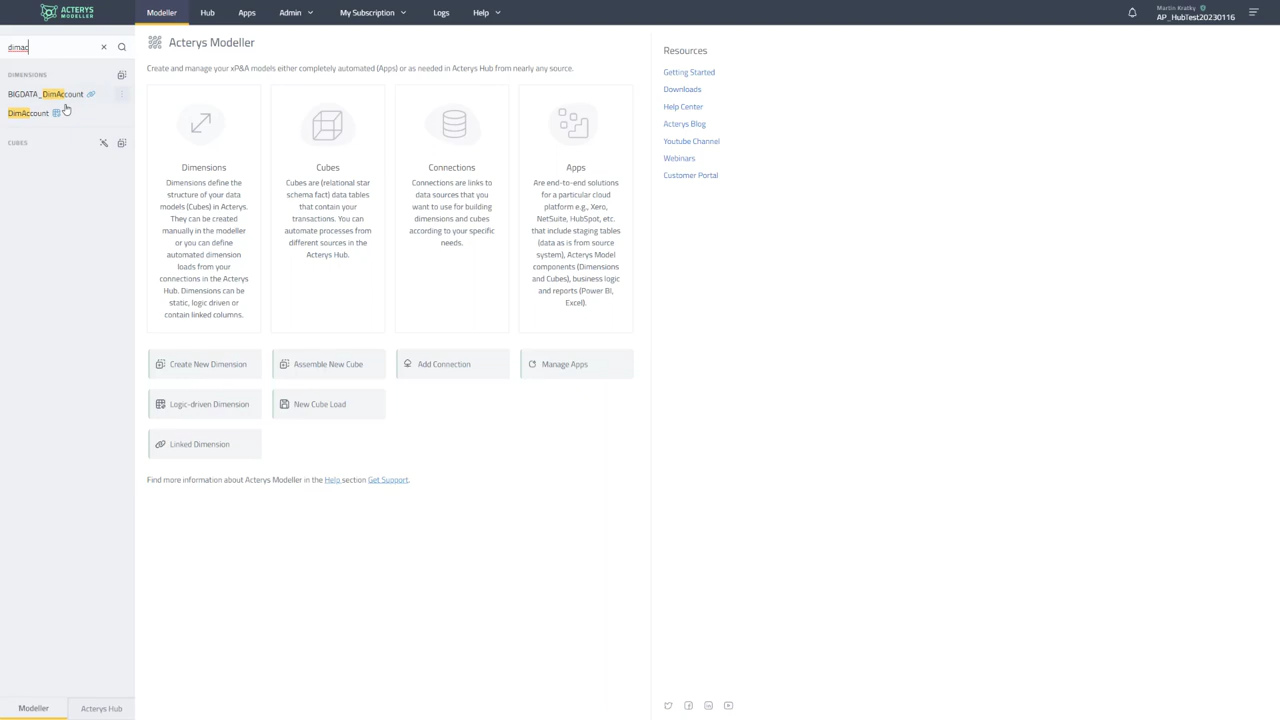 ACTERYS
MODELLER
Modeller
Hub
Apps
Admin
My Subscription
Logs
Help
Martin Kratky
AP_HubTest20230116
dimac
DIMENSIONS
BIGDATA_DimAccount
DimAccount
CUBES
Acterys Modeller
Create and manage your xP&A models either completely automated (Apps) or as needed in Acterys Hub from nearly any source.
Dimensions
Dimensions define the
structure of your data
models (Cubes) in Acterys.
They can be created
manually in the modeller
or you can define
automated dimension
loads from your
connections in the Acterys
Hub. Dimensions can be
static, logic driven or
contain linked columns.
Cubes
Cubes are (relational star
schema fact) data tables
that contain your
transactions. You can
automate processes from
different sources in the
Acterys Hub.
Connections
Connections are links to
data sources that you
want to use for building
dimensions and cubes
according to your specific
needs.
Apps
Are end-to-end solutions
for a particular cloud
platform e.g., Xero,
NetSuite, HubSpot, etc.
that include staging tables
(data as is from source
system), Acterys Model
components (Dimensions
and Cubes), business logic
and reports (Power BI,
Excel).
Create New Dimension
Assemble New Cube
Add Connection
Manage Apps
Logic-driven Dimension
New Cube Load
Linked Dimension
Find more information about Acterys Modeller in the Help section Get Support.
Resources
Getting Started
Downloads
Help Center
Acterys Blog
Youtube Channel
Webinars
Customer Portal
Modeller
Acterys Hub